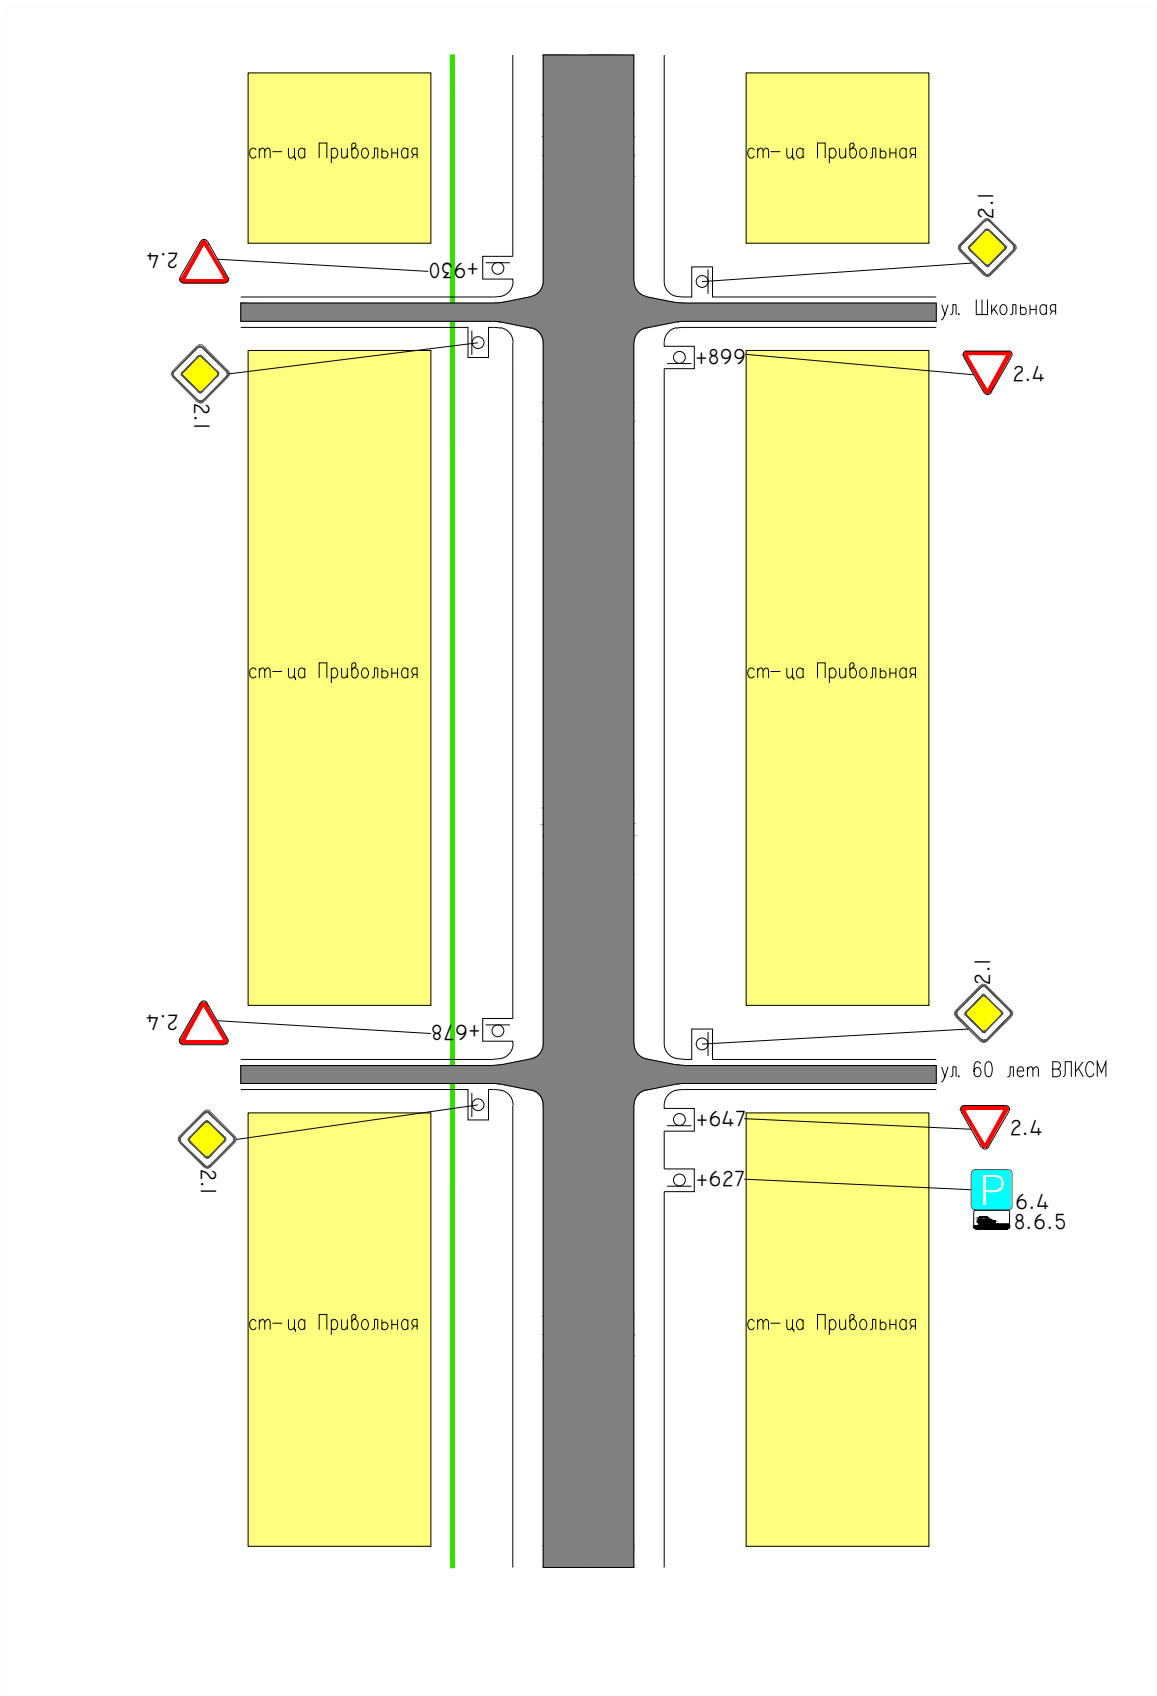 ст-ца Привольная
ст-ца Привольная
2.1
2.4
+930
ул. Школьная
+899
2.4
2.1
ст-ца Привольная
ст-ца Привольная
2.1
2.4
+678
ул. 60 лет ВЛКСМ
+647
2.4
2.1
+627
P
6.4
8.6.5
ст-ца Привольная
ст-ца Привольная